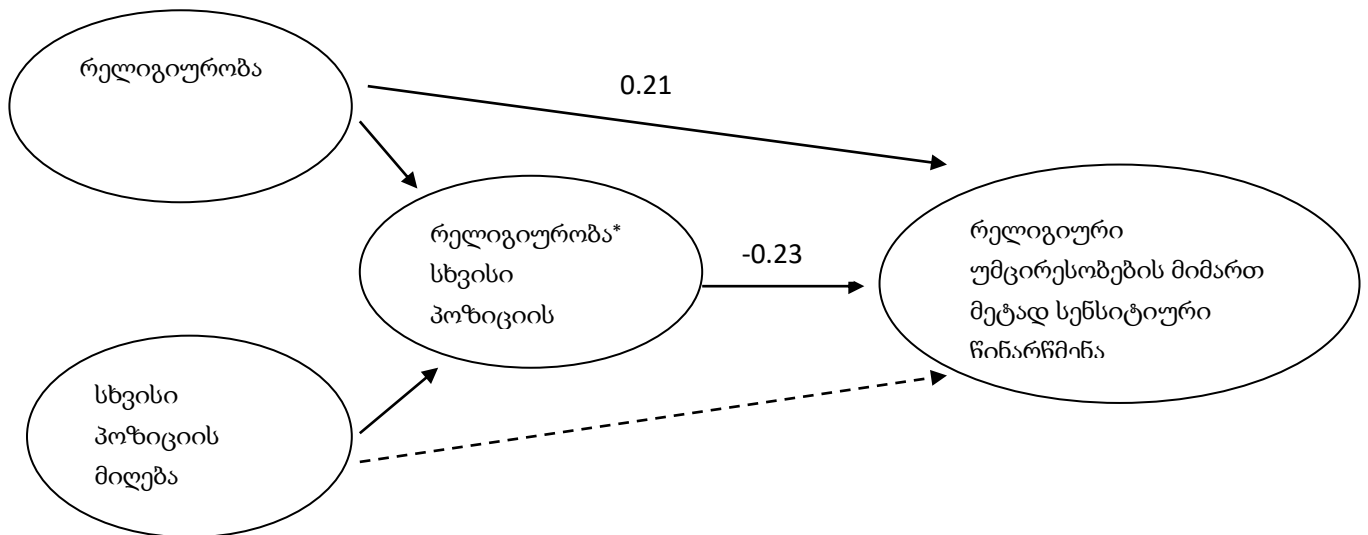 რელიგიურობა
0.21
რელიგიურობა*
სხვისი
პოზიციის
-0.23
რელიგიური
უმცირესობების მიმართ
მეტად სენსიტიური
წინარწმენა
სხვისი
პოზიციის
მიღება